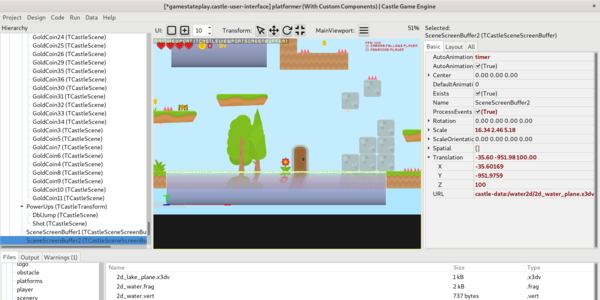 [*gamestateplay.castle-user-interface] platformer (With Custom Components) | Castle Game Engine
Project Edit Code Run Data Help
Hierarchy
UI: 10 Transform: MainViewport: 51%
GoldCoin24 (TCastleScene)
GoldCoin25 (TCastleScene)
GoldCoin26 (TCastleScene)
GoldCoin29 (TCastleScene)
GoldCoin35 (TCastleScene)
GoldCoin36 (TCastleScene)
GoldCoin30 (TCastleScene)
GoldCoin31 (TCastleScene)
GoldCoin32 (TCastleScene)
GoldCoin33 (TCastleScene)
GoldCoin34 (TCastleScene)
GoldCoin3 (TCastleScene)
GoldCoin5 (TCastleScene)
GoldCoin7 (TCastleScene)
GoldCoin6 (TCastleScene)
GoldCoin4 (TCastleScene)
GoldCoin8 (TCastleScene)
GoldCoin9 (TCastleScene)
GoldCoin10 (TCastleScene)
GoldCoin11 (TCastleScene)
PowerUps (TCastleTransform)
DbJump (TCastleScene)
Shot (TCastleScene)
SceneScreenBuffer1 (TCastleScreenSceneBu
SceneScreenBuffer2 (TCastleScreenSceneBu
Selected:
SceneScreenBuffer2 (TCastleSceneScreenBuffer)
Basic Layout All
AutoAnimation timer
AutoAnimation (True)
Center 0.00 0.00 0.00
DefaultAnimati 0
Exists (True)
Name SceneScreenBuffer2
ProcessEvents (True)
Rotation 0.00 0.00 0.00 0.00
Scale 16.34 2.46 5.18
ScaleOrientatio 0.00 0.00 0.00 0.00
Spatial []
Translation -35.60 -951.98 100.00
X -35.60169
Y -951.9759
Z 100
URL castle-data:/water2d/2d_water_plane.x3dv
Files Output Warnings (1)
logo
obstacle
platforms
player
scenery
Name Size Type
2d_lake_plane.x3dv 1 kB .x3dv
2d_water.frag 2 kB .frag
2d_water.vert 737 bytes .vert